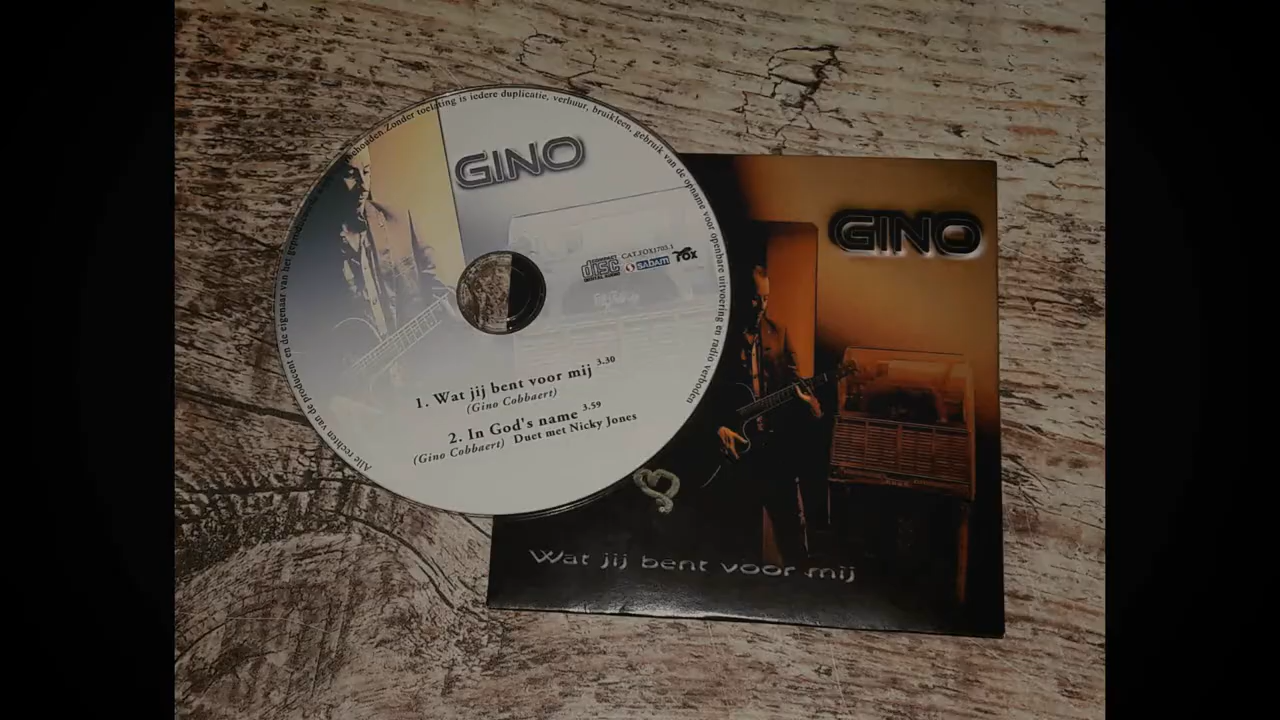 GINO
COMPACT
disc
DIGITAL AUDIO
CAT.FOX1703.1
SABAM
FOX
1. Wat jij bent voor mij 3.30
(Gino Cobbaert)
2. In God's name 3.59
(Gino Cobbaert) Duet met Nicky Jones
Alle rechten van de producent en de eigenaar van het Zonder toelating is iedere duplicatie, verhuur, bruikleen, gebruik van de opname voor openbare uitvoering en radio verboden
GINO
Wat jij bent voor mij